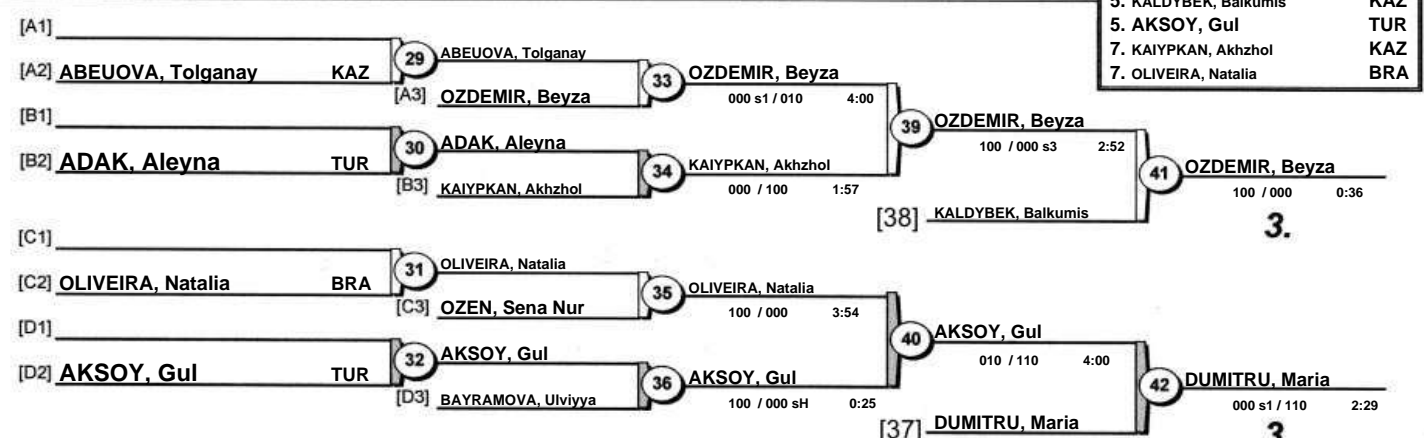 5. KALDYBEK, Balkumis KAZ
5. AKSOY, Gul TUR
7. KAIYPKAN, Akhzhol KAZ
7. OLIVEIRA, Natalia BRA
[A1]
[A2] ABEUOVA, Tolganay KAZ
29
ABEUOVA, Tolganay
[A3] OZDEMIR, Beyza
33
OZDEMIR, Beyza
000 s1 / 010 4:00
[B1]
[B2] ADAK, Aleyna TUR
30
ADAK, Aleyna
[B3] KAIYPKAN, Akhzhol
34
KAIYPKAN, Akhzhol
000 / 100 1:57
39
OZDEMIR, Beyza
100 / 000 s3 2:52
[38] KALDYBEK, Balkumis
41
OZDEMIR, Beyza
100 / 000 0:36
3.
[C1]
[C2] OLIVEIRA, Natalia BRA
31
OLIVEIRA, Natalia
[C3] OZEN, Sena Nur
35
OLIVEIRA, Natalia
100 / 000 3:54
[D1]
[D2] AKSOY, Gul TUR
32
AKSOY, Gul
[D3] BAYRAMOVA, Ulviyya
36
AKSOY, Gul
100 / 000 sH 0:25
40
AKSOY, Gul
010 / 110 4:00
[37] DUMITRU, Maria
42
DUMITRU, Maria
000 s1 / 110 2:29
3